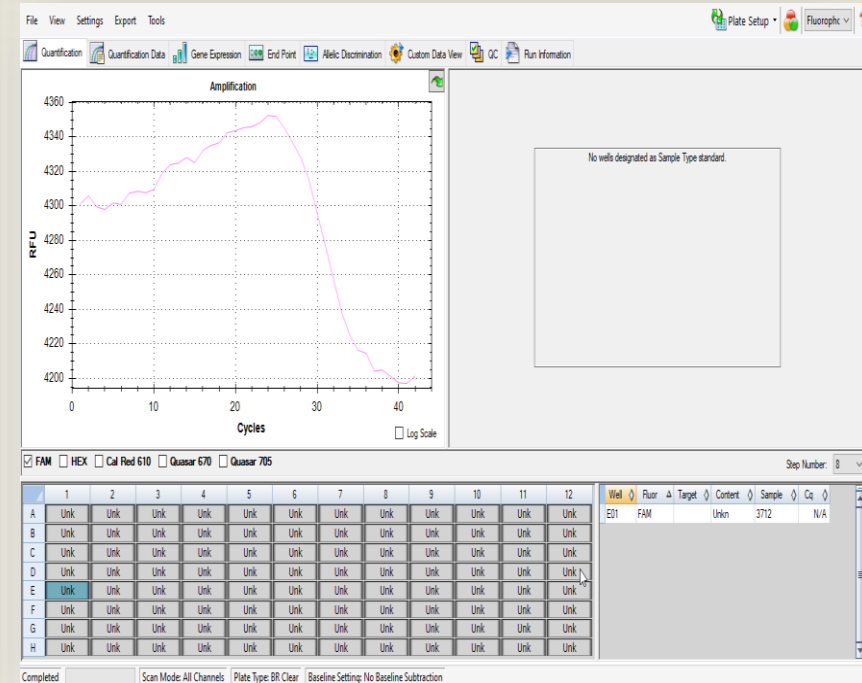 File View Settings Export Tools Plate Setup Fluoropho
Quantification Quantification Data Gene Expression End Point Allelic Discrimination Custom Data View QC Run Information
Amplification
4360
4340
4320
4300
4280
4260
4240
4220
4200
RFU
0 10 20 30 40
Cycles
Log Scale
No wells designated as Sample Type standard.
FAM HEX Cal Red 610 Quasar 670 Quasar 705 Step Number: 8
1 2 3 4 5 6 7 8 9 10 11 12
A Unk Unk Unk Unk Unk Unk Unk Unk Unk Unk Unk Unk
B Unk Unk Unk Unk Unk Unk Unk Unk Unk Unk Unk Unk
C Unk Unk Unk Unk Unk Unk Unk Unk Unk Unk Unk Unk
D Unk Unk Unk Unk Unk Unk Unk Unk Unk Unk Unk Unk
E Unk Unk Unk Unk Unk Unk Unk Unk Unk Unk Unk Unk
F Unk Unk Unk Unk Unk Unk Unk Unk Unk Unk Unk Unk
G Unk Unk Unk Unk Unk Unk Unk Unk Unk Unk Unk Unk
H Unk Unk Unk Unk Unk Unk Unk Unk Unk Unk Unk Unk
Well Fluor Target Content Sample Cq
E01 FAM Unkn 3712 N/A
Completed Scan Mode: All Channels Plate Type: BR Clear Baseline Setting: No Baseline Subtraction